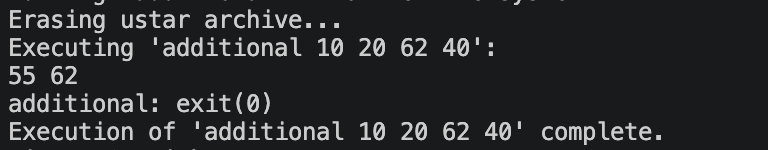 Erasing ustar archive...
Executing 'additional 10 20 62 40':
55 62
additional: exit(0)
Execution of 'additional 10 20 62 40' complete.